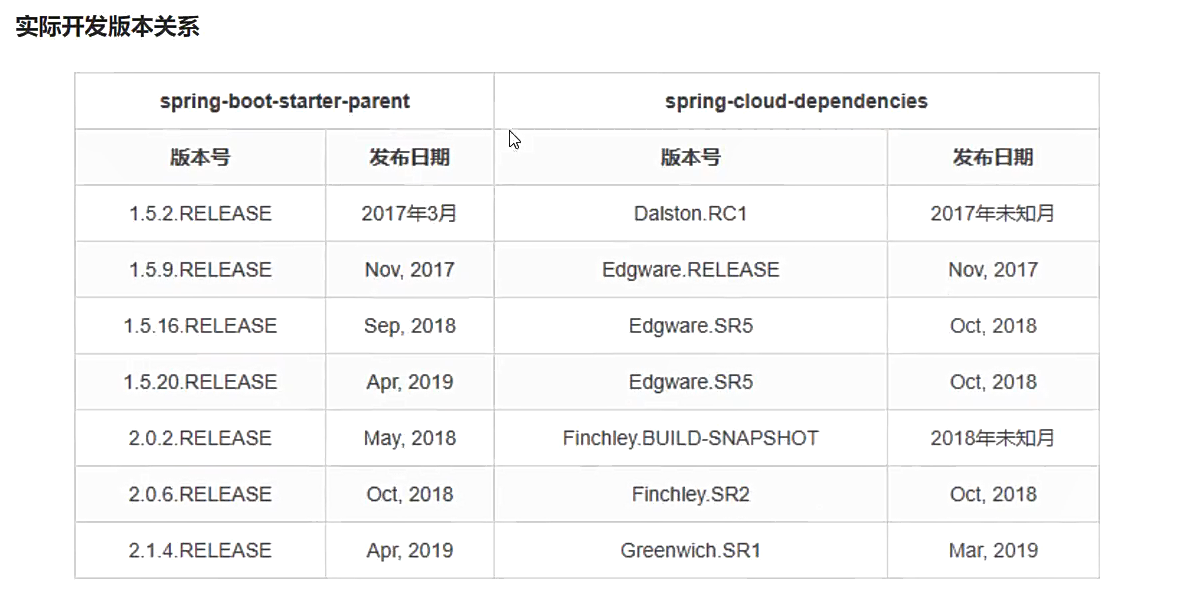 实际开发版本关系
spring-boot-starter-parent spring-cloud-dependencies
版本号 发布日期 版本号 发布日期
1.5.2.RELEASE 2017年3月 Dalston.RC1 2017年未知月
1.5.9.RELEASE Nov, 2017 Edgware.RELEASE Nov, 2017
1.5.16.RELEASE Sep, 2018 Edgware.SR5 Oct, 2018
1.5.20.RELEASE Apr, 2019 Edgware.SR5 Oct, 2018
2.0.2.RELEASE May, 2018 Finchley.BUILD-SNAPSHOT 2018年未知月
2.0.6.RELEASE Oct, 2018 Finchley.SR2 Oct, 2018
2.1.4.RELEASE Apr, 2019 Greenwich.SR1 Mar, 2019